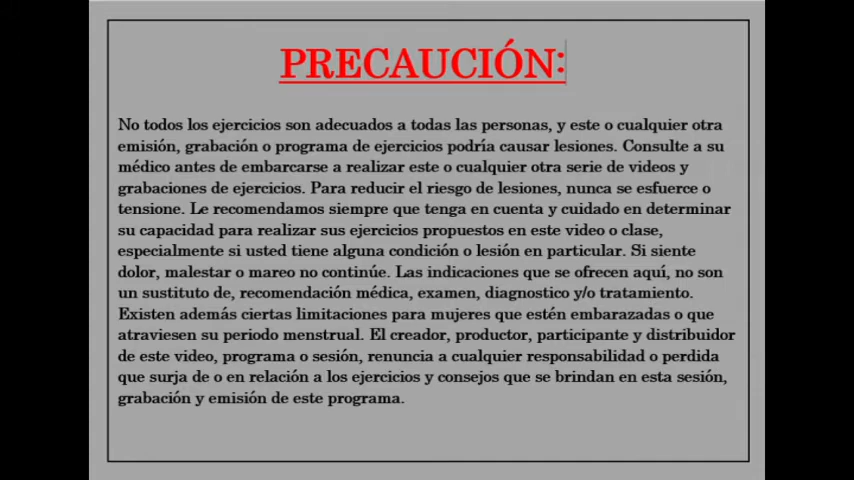 PRECAUCIÓN:
No todos los ejercicios son adecuados a todas las personas, y este o cualquier otra
emisión, grabación o programa de ejercicios podría causar lesiones. Consulte a su
médico antes de embarcarse a realizar este o cualquier otra serie de videos y
grabaciones de ejercicios. Para reducir el riesgo de lesiones, nunca se esfuerce o
tensione. Le recomendamos siempre que tenga en cuenta y cuidado en determinar
su capacidad para realizar sus ejercicios propuestos en este video o clase,
especialmente si usted tiene alguna condición o lesión en particular. Si siente
dolor, malestar o mareo no continúe. Las indicaciones que se ofrecen aquí, no son
un sustituto de, recomendación médica, examen, diagnostico y/o tratamiento.
Existen además ciertas limitaciones para mujeres que estén embarazadas o que
atraviesen su periodo menstrual. El creador, productor, participante y distribuidor
de este video, programa o sesión, renuncia a cualquier responsabilidad o perdida
que surja de o en relación a los ejercicios y consejos que se brindan en esta sesión,
grabación y emisión de este programa.